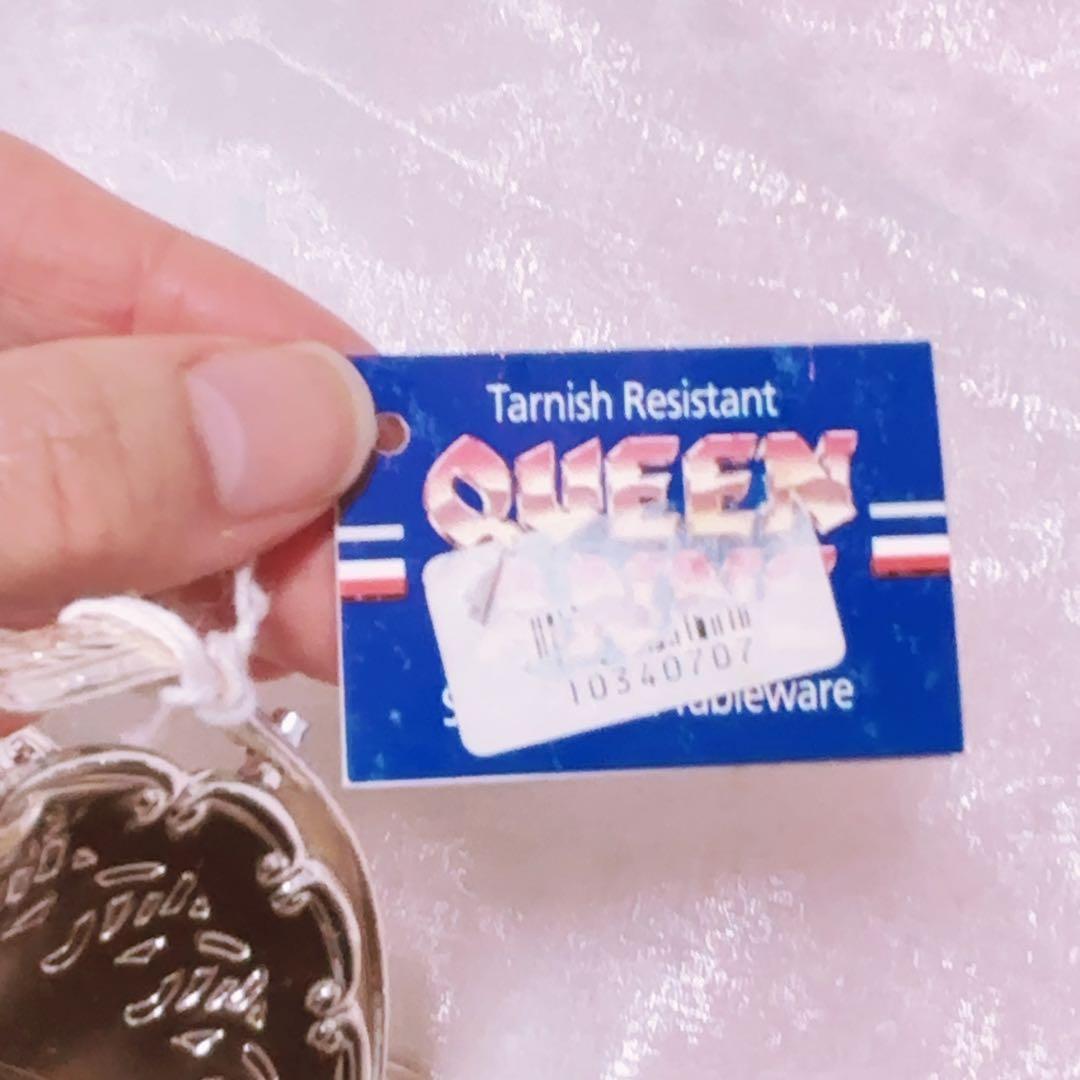 Tarnish Resistant
QUEEN
10340707
Tableware